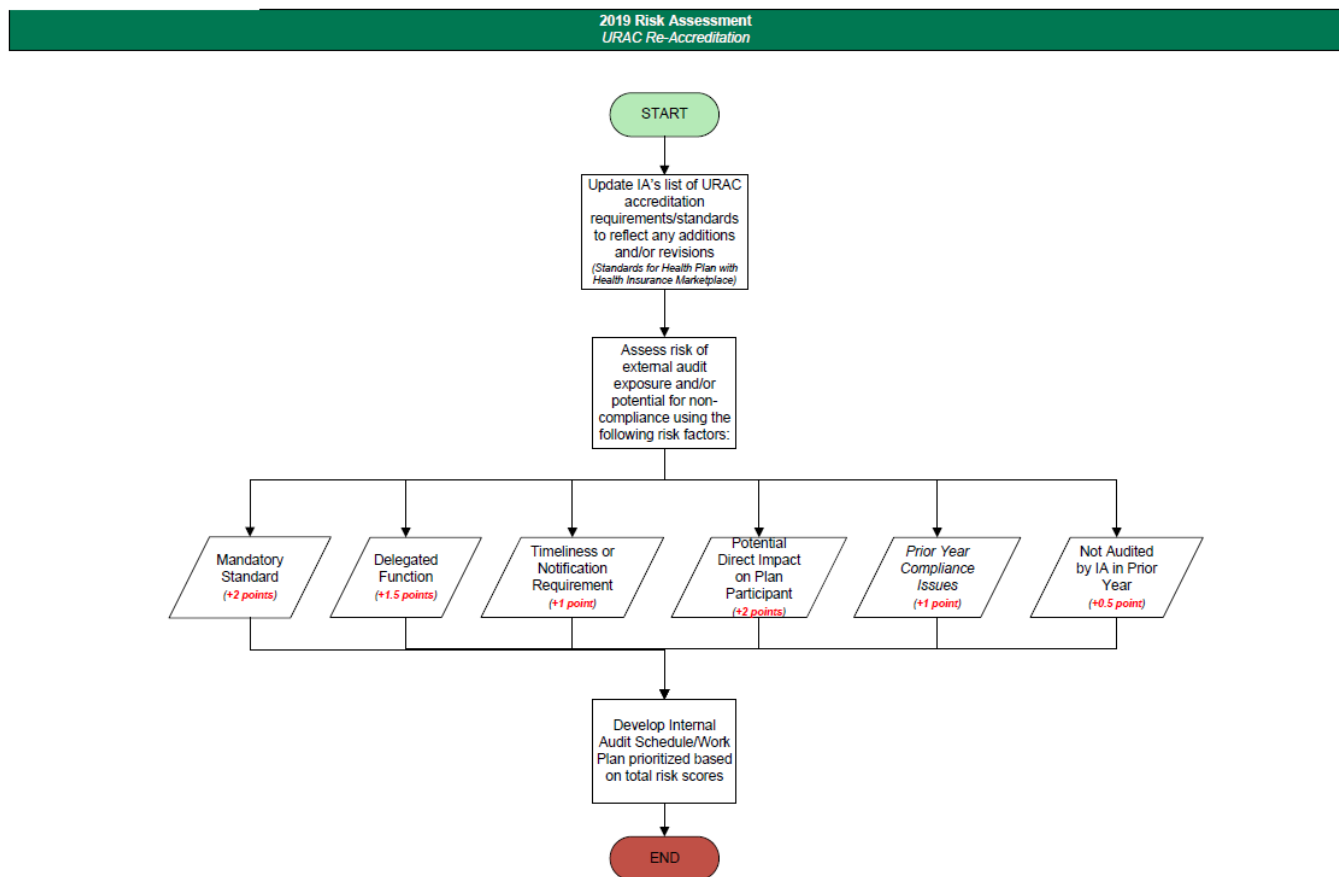 2019 Risk Assessment
URAC Re-Accreditation
START
Update IA's list of URAC
accreditation
requirements/standards
to reflect any additions
and/or revisions
(Standards for Health Plan with
Health Insurance Marketplace)
Assess risk of
external audit
exposure and/or
potential for non-
compliance using the
following risk factors:
Mandatory
Standard
(+2 points)
Delegated
Function
(+1.5 points)
Timeliness or
Notification
Requirement
(+1 point)
Potential
Direct Impact
on Plan
Participant
(+2 points)
Prior Year
Compliance
Issues
(+1 point)
Not Audited
by IA in Prior
Year
(+0.5 point)
Develop Internal
Audit Schedule/Work
Plan prioritized based
on total risk scores
END